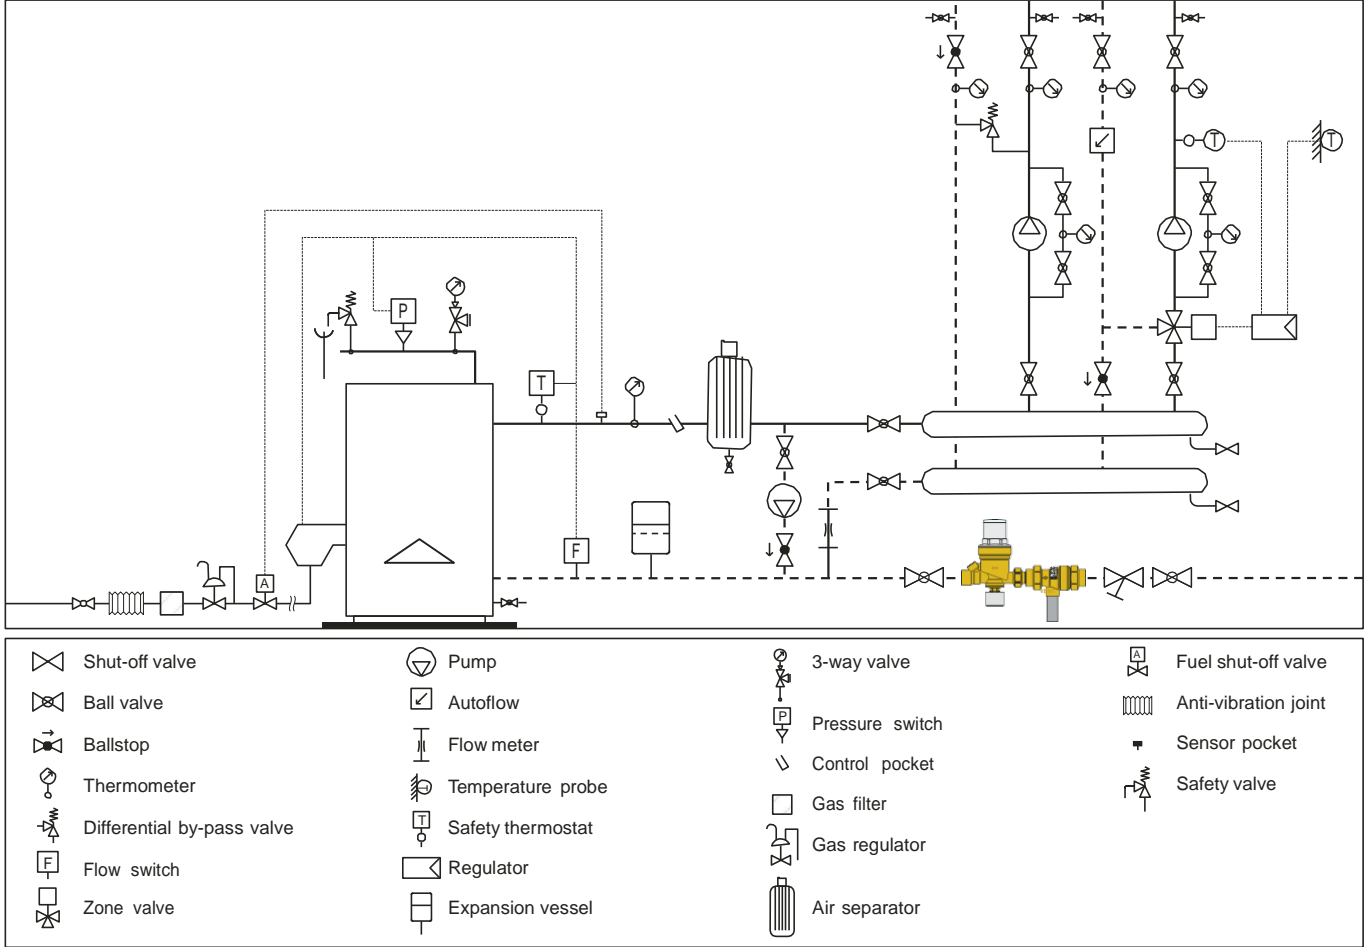 T
T
P
T
F
A
Shut-off valve
Ball valve
Ballstop
Thermometer
Differential by-pass valve
F Flow switch
Zone valve
Pump
Autoflow
Flow meter
Temperature probe
T Safety thermostat
Regulator
Expansion vessel
3-way valve
P Pressure switch
Control pocket
Gas filter
Gas regulator
Air separator
A Fuel shut-off valve
Anti-vibration joint
Sensor pocket
Safety valve